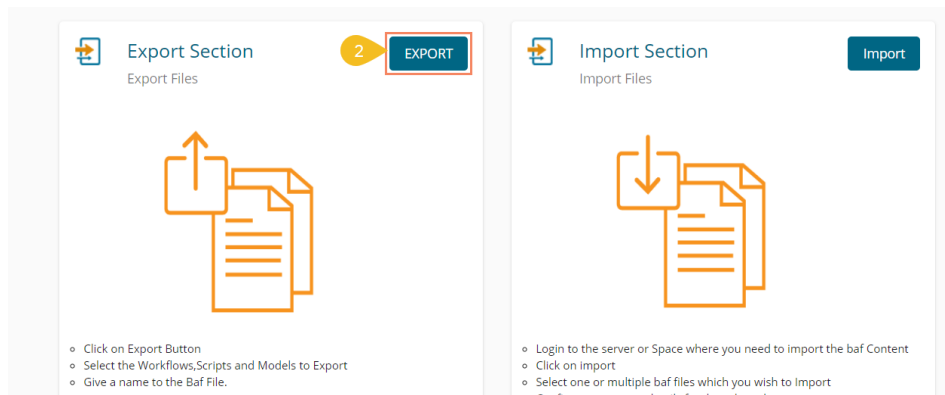 Export Section
2
EXPORT
Export Files
Click on Export Button
Select the Workflows,Scripts and Models to Export
Give a name to the Baf File.
Import Section
Import
Import Files
Login to the server or Space where you need to import the baf Content
Click on import
Select one or multiple baf files which you wish to Import